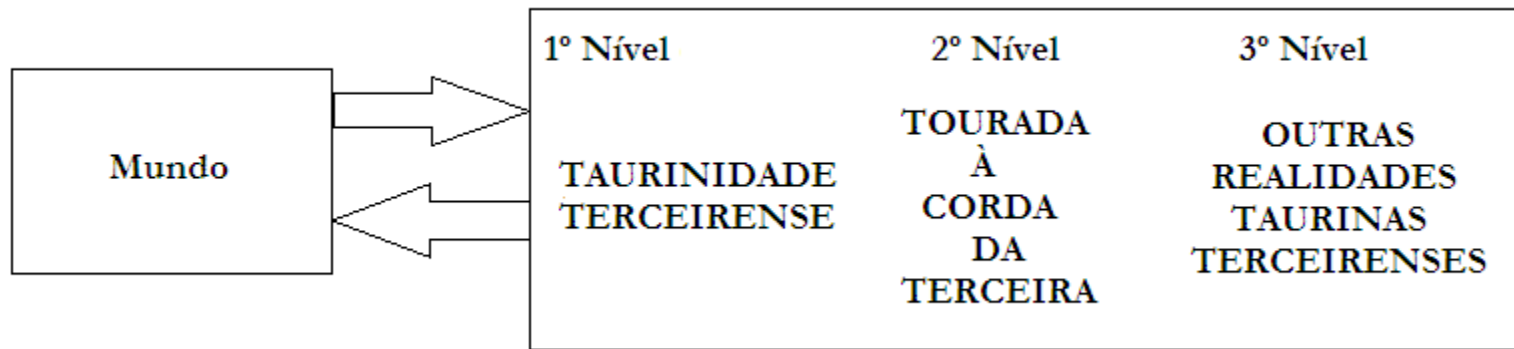 1º Nível
2º Nível
3º Nível
Mundo
TAURINIDADE
TERCEIRENSE
TOURADA
À
CORDA
DA
TERCEIRA
OUTRAS
REALIDADES
TAURINAS
TERCEIRENSES